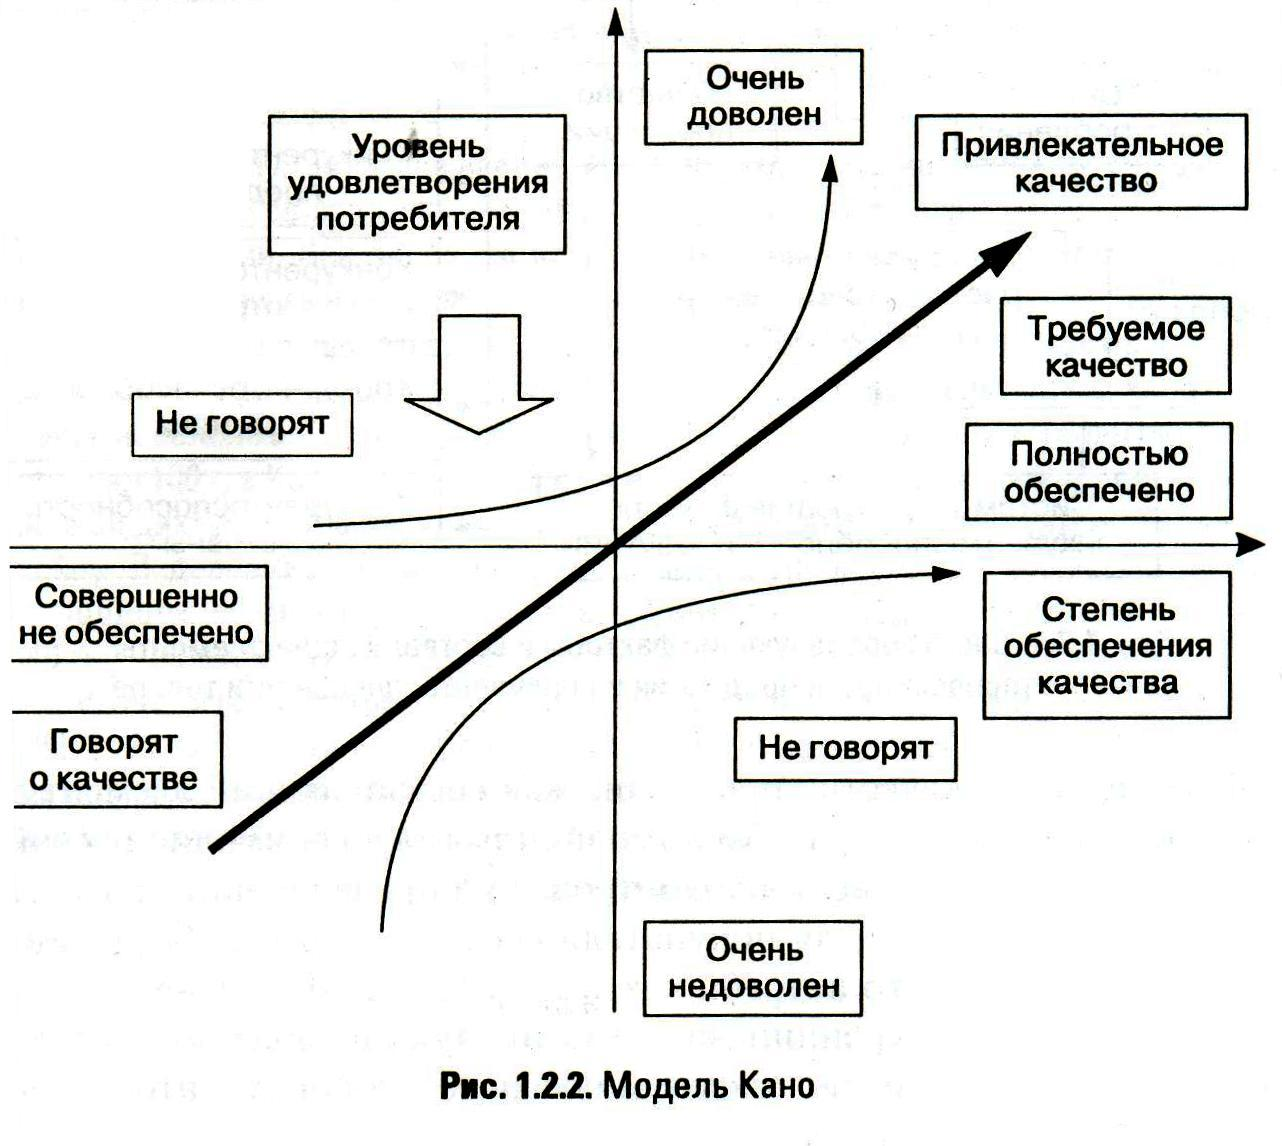 Очень
доволен
Уровень
удовлетворения
потребителя
Привлекательное
качество
Требуемое
качество
Не говорят
Полностью
обеспечено
Совершенно
не обеспечено
Степень
обеспечения
качества
Говорят
о качестве
Не говорят
Очень
недоволен
Рис. 1.2.2. Модель Кано